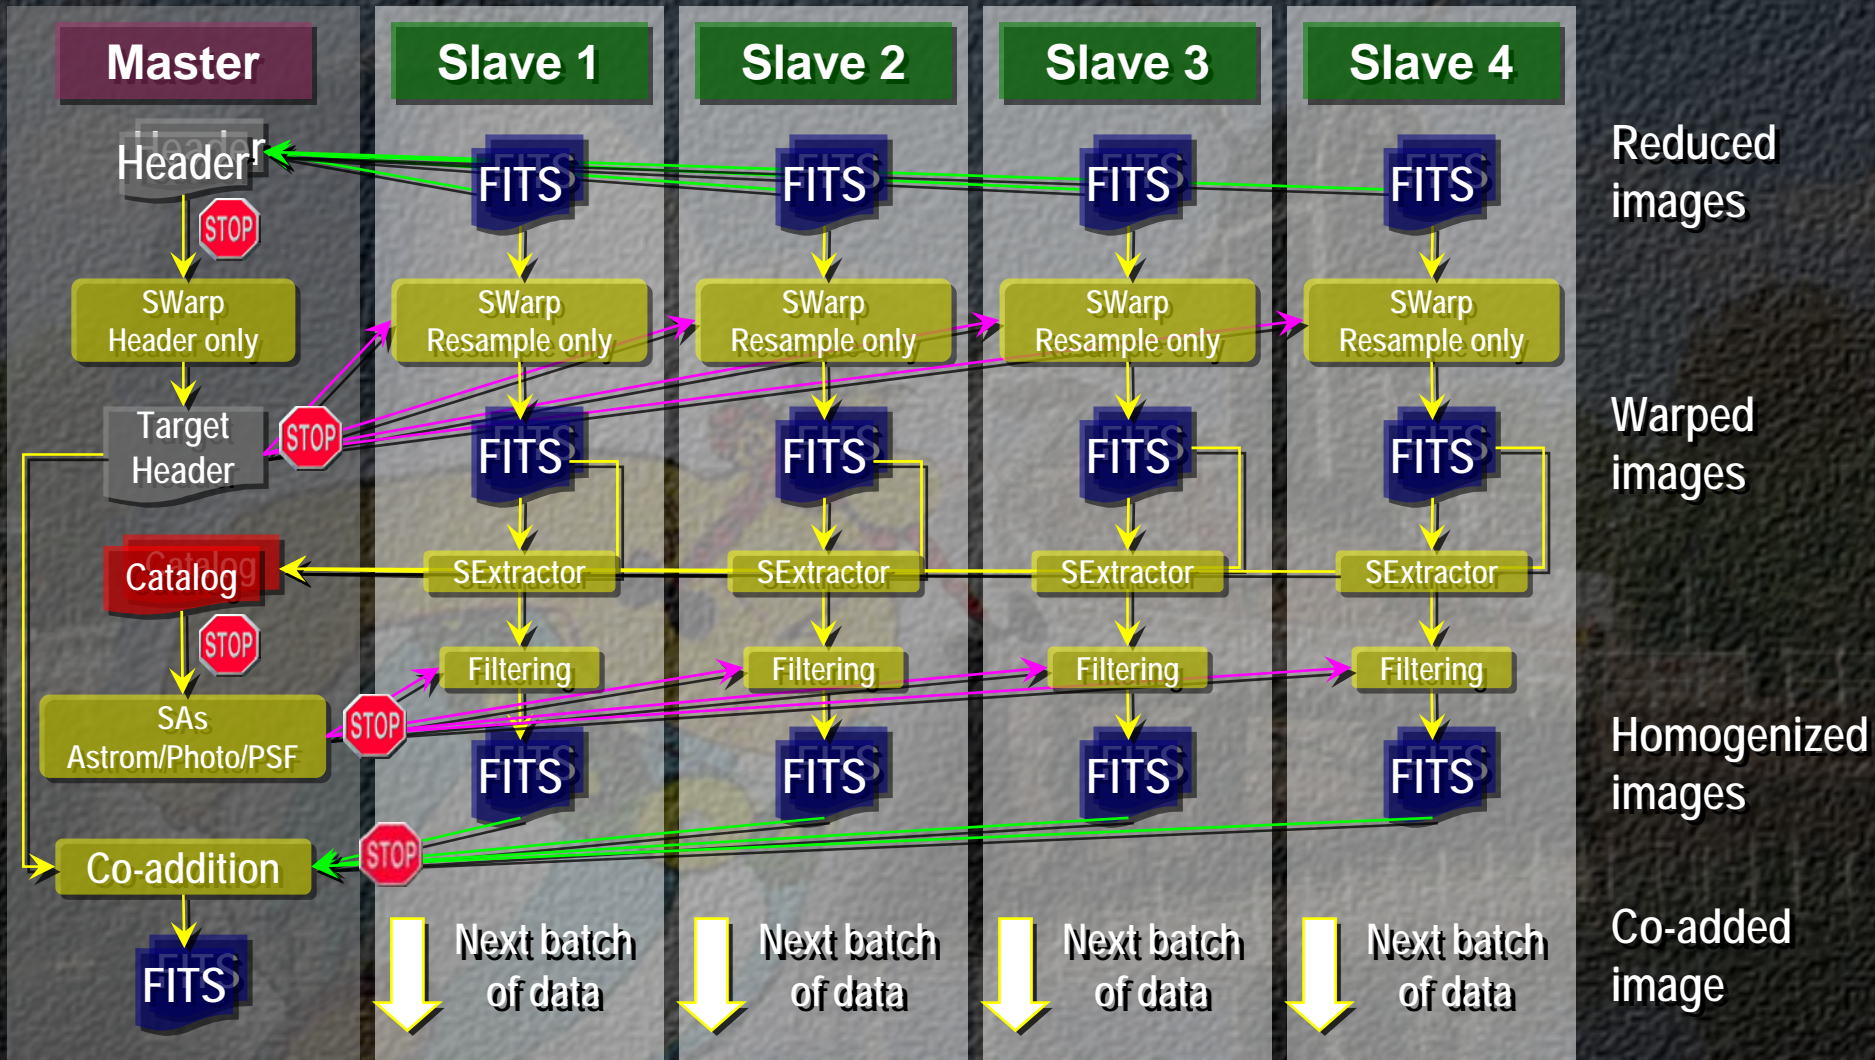 Master
Slave 1
Slave 2
Slave 3
Slave 4
Header
Header
FITS
FITS
FITS
FITS
Reduced
images
STOP
SWarp
Header only
SWarp
Resample only
SWarp
Resample only
SWarp
Resample only
SWarp
Resample only
Target
Header
STOP
FITS
FITS
FITS
FITS
Warped
images
Catalog
Catalog
SExtractor
SExtractor
SExtractor
SExtractor
STOP
Filtering
Filtering
Filtering
Filtering
SAs
Astrom/Photo/PSF
STOP
FITS
FITS
FITS
FITS
Homogenized
images
Co-addition
STOP
FITS
Next batch
of data
Next batch
of data
Next batch
of data
Next batch
of data
Co-added
image